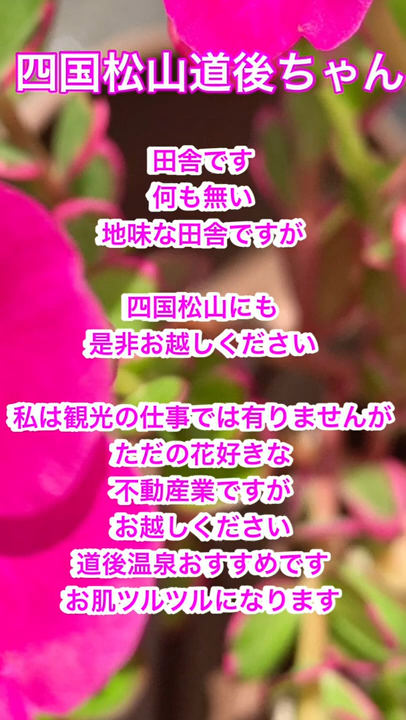 四国松山道後ちゃん
田舎です
何も無い
地味な田舎ですが
四国松山にも
是非お越しください
私は観光の仕事では有りませんが
ただの花好きな
不動産業ですが
お越しください
道後温泉おすすめです
お肌ツルツルになります